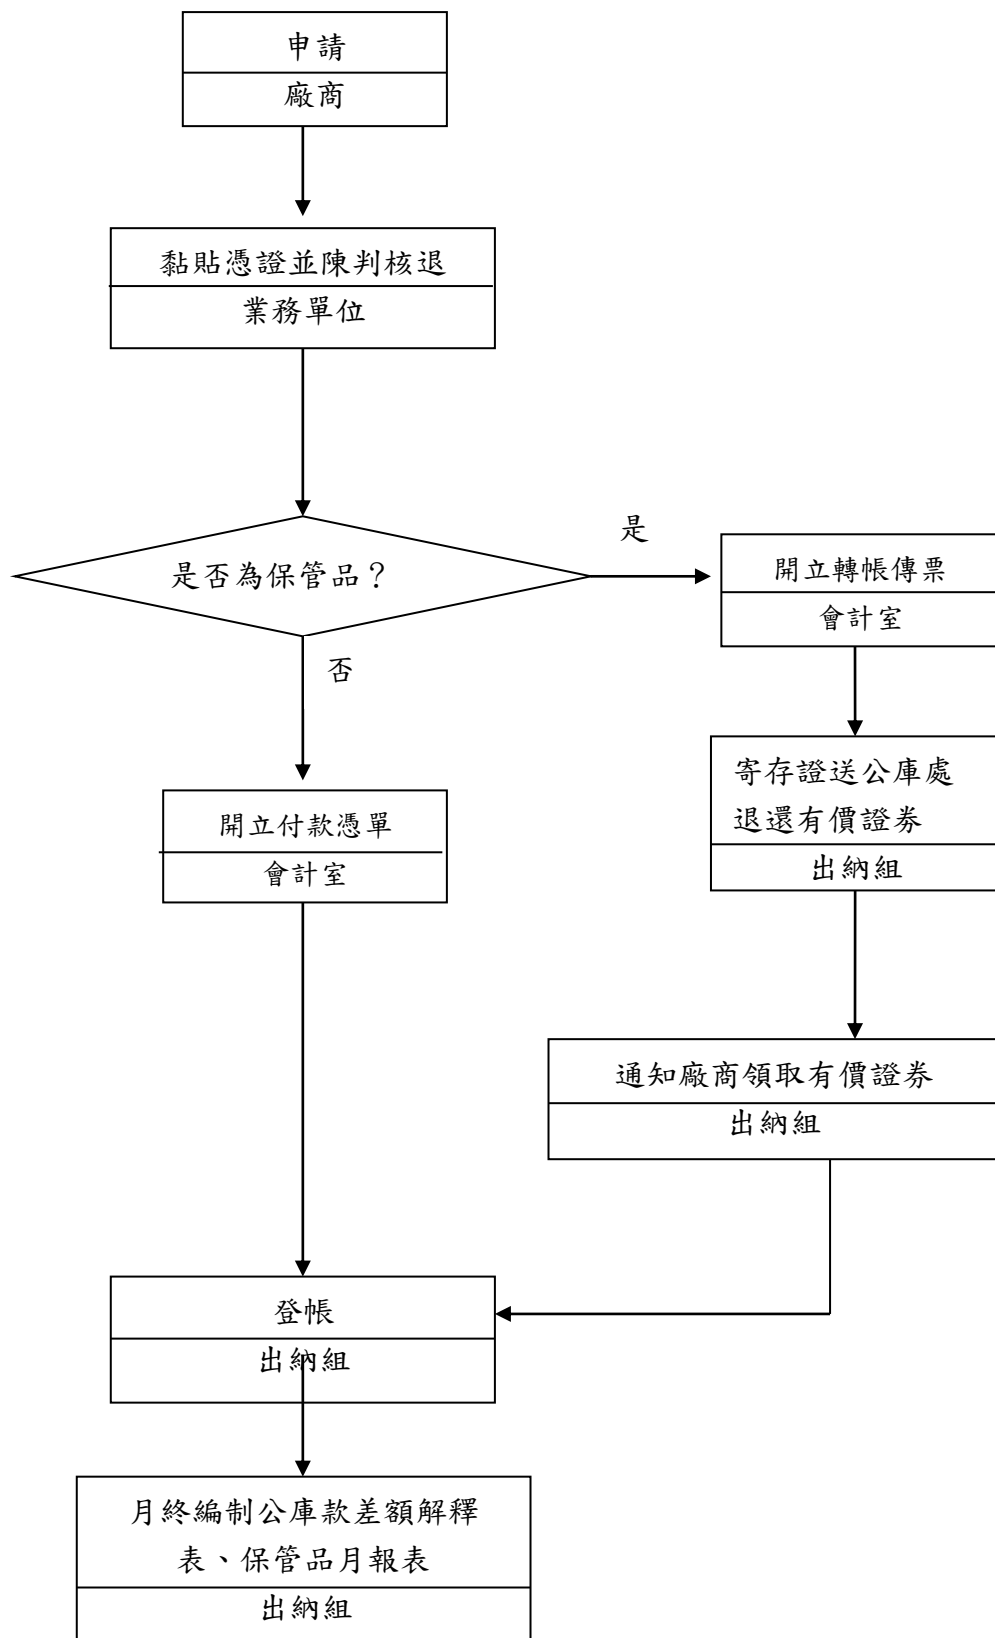 申請
廠商
黏貼憑證並陳判核退
業務單位
是否為保管品？
是
開立轉帳傳票
會計室
否
寄存證送公庫處
退還有價證券
出納組
開立付款憑單
會計室
通知廠商領取有價證券
出納組
登帳
出納組
月終編制公庫款差額解釋
表、保管品月報表
出納組